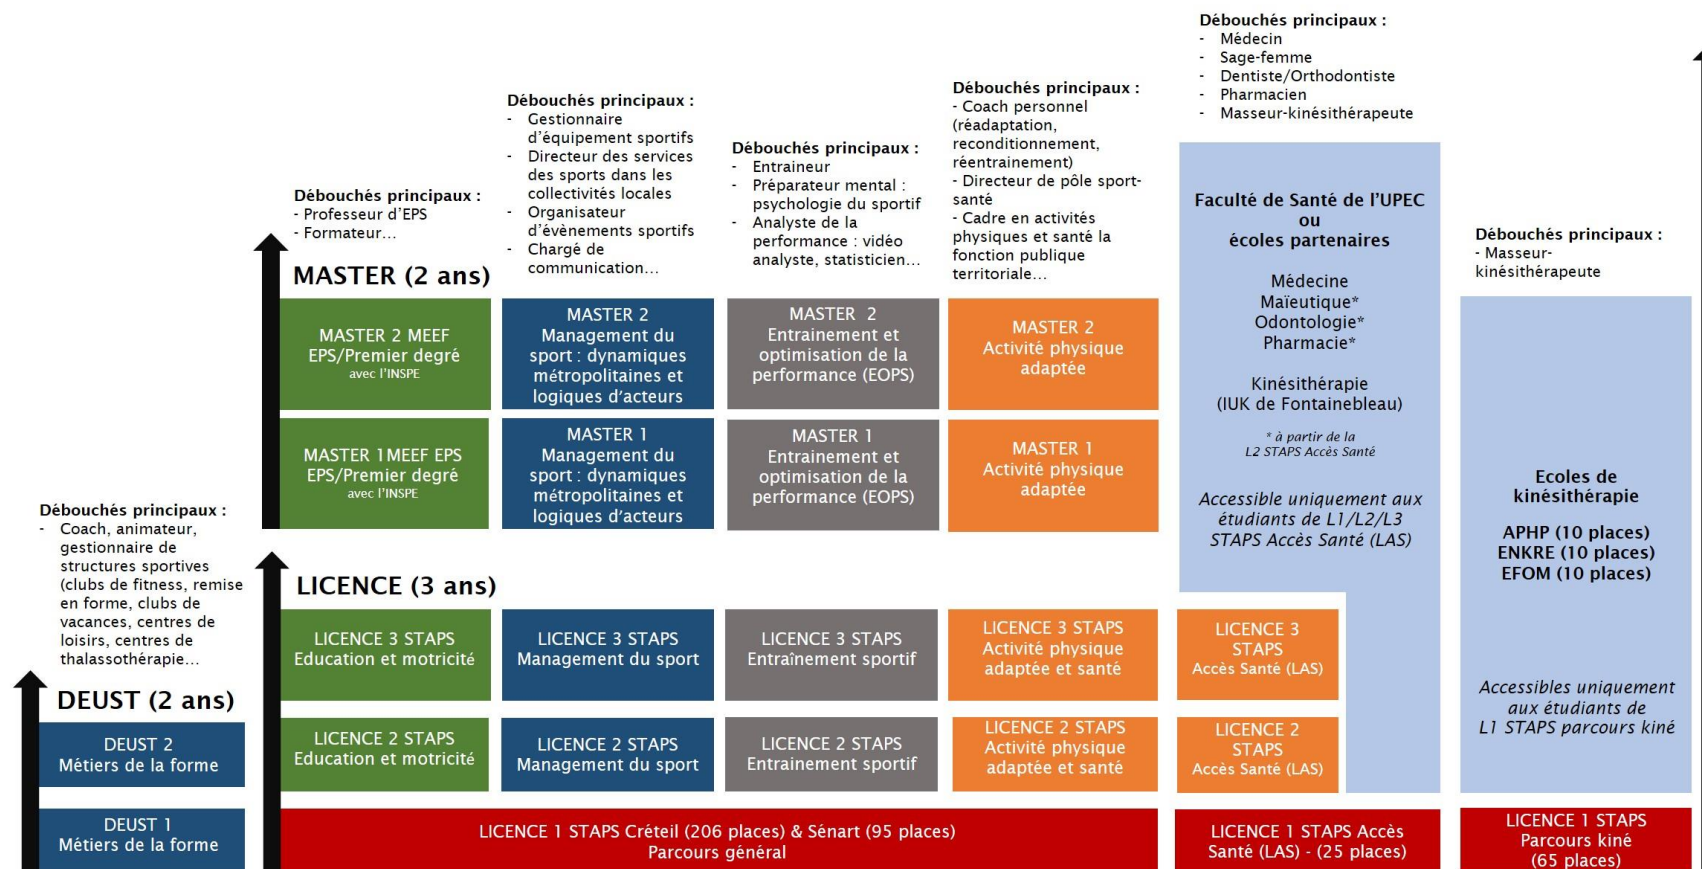 Débouchés principaux :
- Coach, animateur,
gestionnaire de
structures sportives
(clubs de fitness, remise
en forme, clubs de
vacances, centres de
loisirs, centres de
thalassothérapie…
DEUST (2 ans)
DEUST 2
Métiers de la forme
DEUST 1
Métiers de la forme
Débouchés principaux :
- Professeur d’EPS
- Formateur…
MASTER (2 ans)
MASTER 2 MEEF
EPS/Premier degré
avec l’INSPE
MASTER 1MEEF EPS
EPS/Premier degré
avec l’INSPE
Débouchés principaux :
- Gestionnaire
d’équipement sportifs
- Directeur des services
des sports dans les
collectivités locales
- Organisateur
d’évènements sportifs
- Chargé de
communication…
MASTER 2
Management du
sport : dynamiques
métropolitaines et
logiques d’acteurs
MASTER 1
Management du
sport : dynamiques
métropolitaines et
logiques d’acteurs
Débouchés principaux :
- Entraineur
- Préparateur mental :
psychologie du sportif
- Analyste de la
performance : vidéo
analyste, statisticien…
MASTER 2
Entrainement et
optimisation de la
performance (EOPS)
MASTER 1
Entrainement et
optimisation de la
performance (EOPS)
Débouchés principaux :
- Coach personnel
(réadaptation,
reconditionnement,
réentrainement)
- Directeur de pôle sport-
santé
- Cadre en activités
physiques et santé la
fonction publique
territoriale…
MASTER 2
Activité physique
adaptée
MASTER 1
Activité physique
adaptée
LICENCE (3 ans)
LICENCE 3 STAPS
Education et motricité
LICENCE 3 STAPS
Management du sport
LICENCE 3 STAPS
Entraînement sportif
LICENCE 3 STAPS
Activité physique
adaptée et santé
LICENCE 3
STAPS
Accès Santé (LAS)
LICENCE 2 STAPS
Education et motricité
LICENCE 2 STAPS
Management du sport
LICENCE 2 STAPS
Entrainement sportif
LICENCE 2 STAPS
Activité physique
adaptée et santé
LICENCE 2
STAPS
Accès Santé (LAS)
LICENCE 1 STAPS Créteil (206 places) & Sénart (95 places)
Parcours général
LICENCE 1 STAPS Accès
Santé (LAS) - (25 places)
Débouchés principaux :
- Médecin
- Sage-femme
- Dentiste/Orthodontiste
- Pharmacien
- Masseur-kinésithérapeute
Faculté de Santé de l’UPEC
ou
écoles partenaires
Médecine
Maïeutique*
Odontologie*
Pharmacie*
Kinésithérapie
(IUK de Fontainebleau)
* à partir de la
L2 STAPS Accès Santé
Accessible uniquement aux
étudiants de L1/L2/L3
STAPS Accès Santé (LAS)
Débouchés principaux :
- Masseur-
kinésithérapeute
Ecoles de
kinésithérapie
APHP (10 places)
ENKRE (10 places)
EFOM (10 places)
Accessibles uniquement
aux étudiants de
L1 STAPS parcours kiné
LICENCE 1 STAPS
Parcours kiné
(65 places)